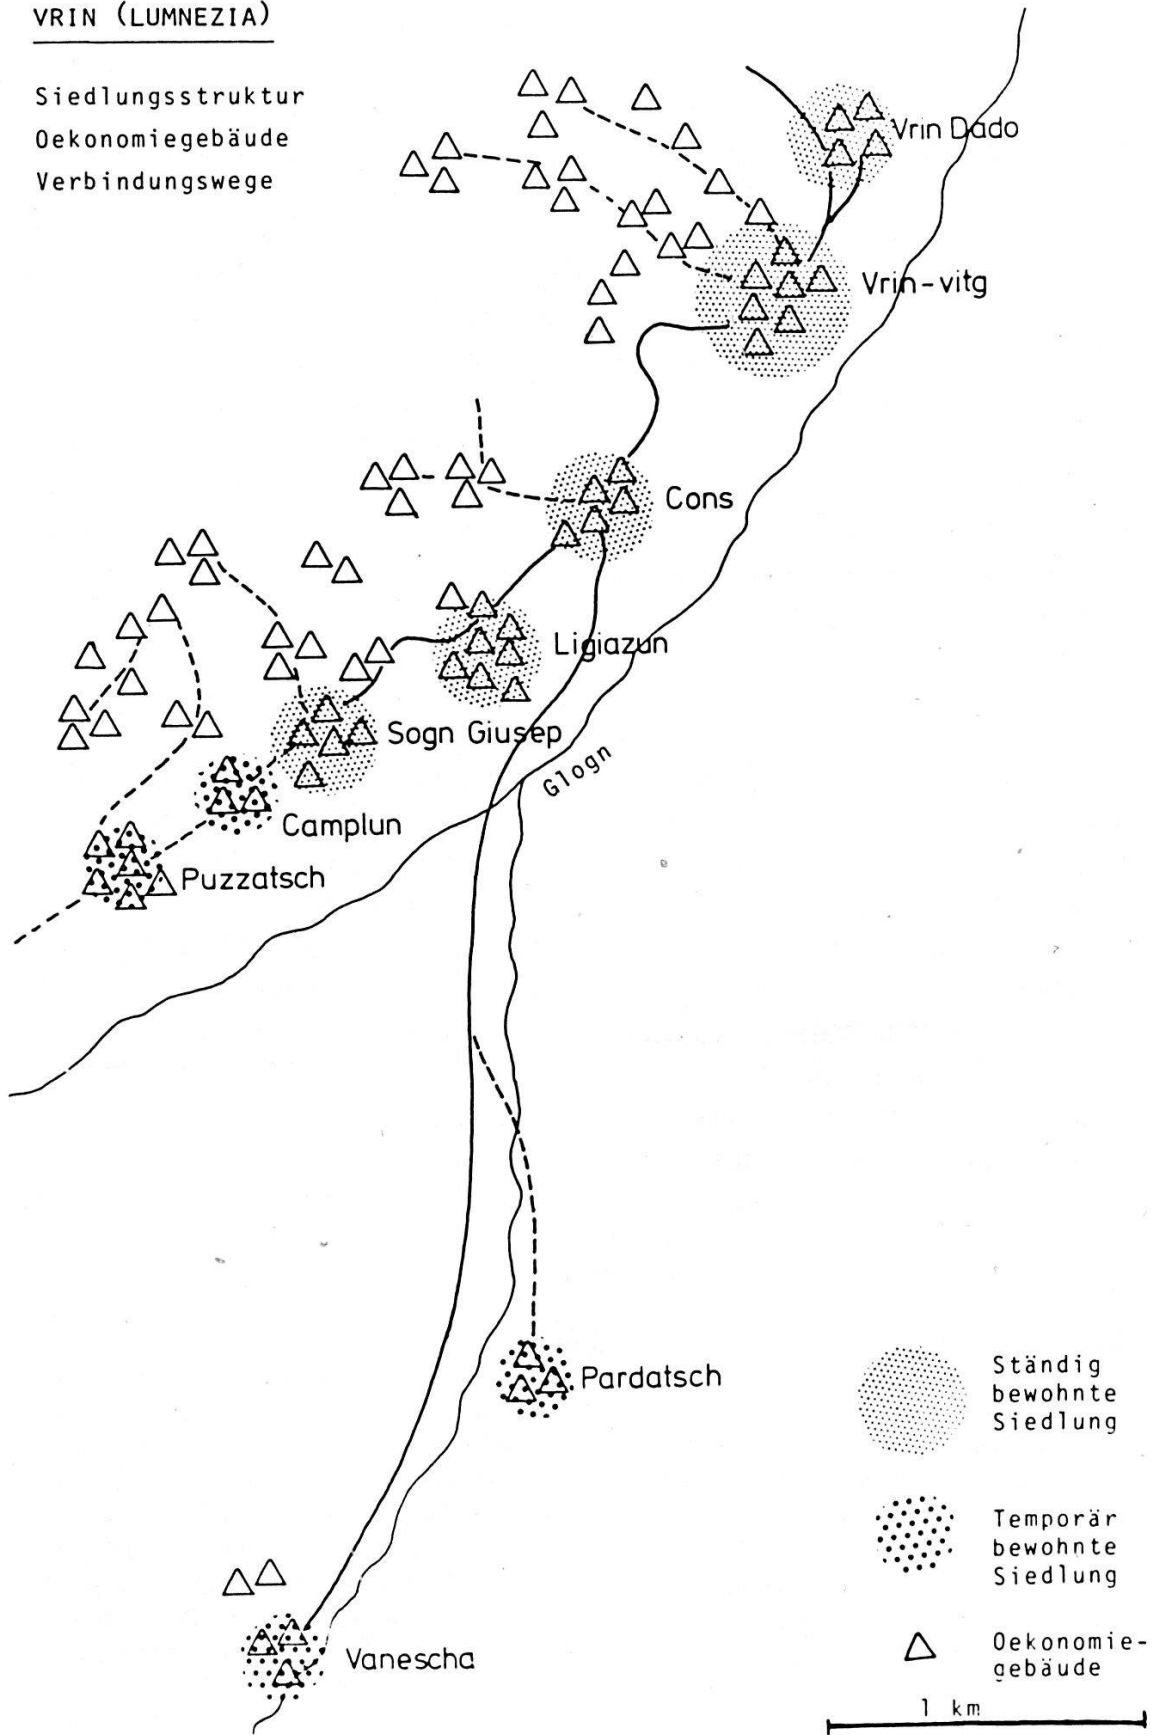 VRIN (LUMNEZIA)
Siedlungsstruktur
Oekonomiegebäude
Verbindungswege
Vrin Dado
Vrin-vitg
Cons
Ligiazun
Sogn Giusep
Glogn
Camplun
Puzzatsch
Pardatsch
Vanescha
Ständig
bewohnte
Siedlung
Temporär
bewohnte
Siedlung
Oekonomie-
gebäude
1 km